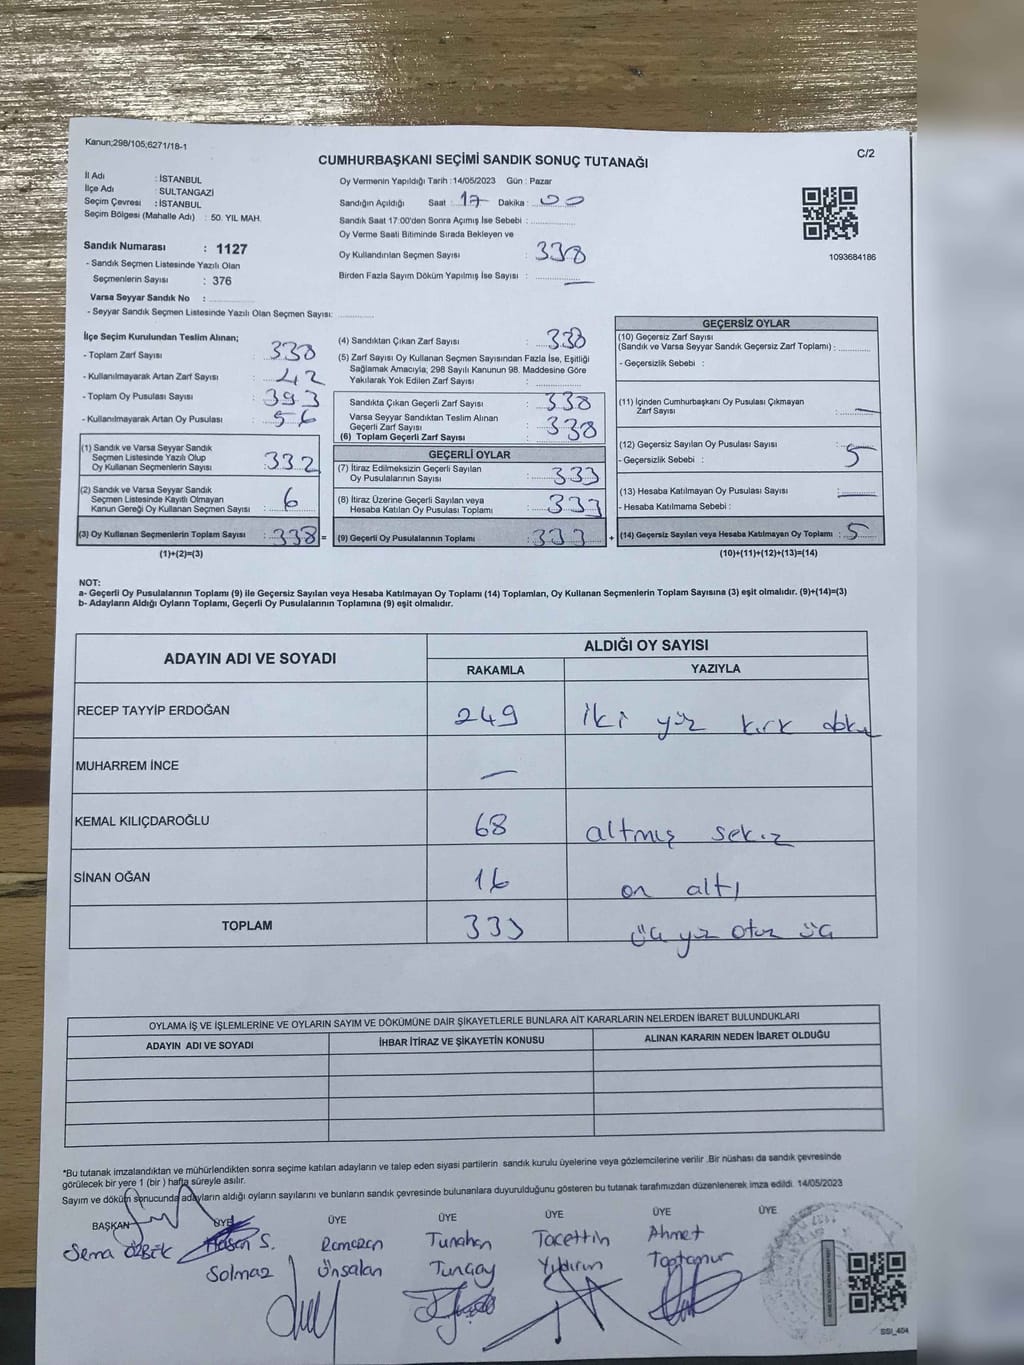 Kanun;298/105;6271/18-1
C/2
CUMHURBAŞKANI SEÇİMİ SANDIK SONUÇ TUTANAĞI
İl Adı : İSTANBUL
İlçe Adı : SULTANGAZİ
Seçim Çevresi : İSTANBUL
Seçim Bölgesi (Mahalle Adı) : 50. YIL MAH.
Sandık Numarası : 1127
- Sandık Seçmen Listesinde Yazılı Olan
Seçmenlerin Sayısı : 376
Varsa Seyyar Sandık No :
- Seyyar Sandık Seçmen Listesinde Yazılı Olan Seçmen Sayısı:
Oy Vermenin Yapıldığı Tarih :14/05/2023 Gün : Pazar
Sandığın Açıldığı Saat : 17 Dakika : 00
Sandık Saat 17:00'den Sonra Açımış İse Sebebi :
Oy Verme Saati Bitiminde Sırada Bekleyen ve
Oy Kullandırılan Seçmen Sayısı : 338
Birden Fazla Sayım Döküm Yapılmış İse Sayısı : —
1093684186
İlçe Seçim Kurulundan Teslim Alınan;
- Toplam Zarf Sayısı : 330
- Kullanılmayarak Artan Zarf Sayısı : 42
- Toplam Oy Pusulası Sayısı : 393
- Kullanılmayarak Artan Oy Pusulası : 56
(1) Sandık ve Varsa Seyyar Sandık
Seçmen Listesinde Yazılı Olup
Oy Kullanan Seçmenlerin Sayısı : 332
(2) Sandık ve Varsa Seyyar Sandık
Seçmen Listesinde Kayıtlı Olmayan
Kanun Gereği Oy Kullanan Seçmen Sayısı : 6
(3) Oy Kullanan Seçmenlerin Toplam Sayısı : 338 =
(1)+(2)=(3)
(4) Sandıktan Çıkan Zarf Sayısı : 338
(5) Zarf Sayısı Oy Kullanan Seçmen Sayısından Fazla İse, Eşitliği
Sağlamak Amacıyla; 298 Sayılı Kanunun 98. Maddesine Göre
Yakılarak Yok Edilen Zarf Sayısı :
Sandıkta Çıkan Geçerli Zarf Sayısı : 338
Varsa Seyyar Sandıktan Teslim Alınan
Geçerli Zarf Sayısı :
(6) Toplam Geçerli Zarf Sayısı : 338
GEÇERLİ OYLAR
(7) İtiraz Edilmeksizin Geçerli Sayılan
Oy Pusulalarının Sayısı : 333
(8) İtiraz Üzerine Geçerli Sayılan veya
Hesaba Katılan Oy Pusulası Toplamı : 333
(9) Geçerli Oy Pusulalarının Toplamı : 333 +
GEÇERSİZ OYLAR
(10) Geçersiz Zarf Sayısı
(Sandık ve Varsa Seyyar Sandık Geçersiz Zarf Toplamı) :
- Geçersizlik Sebebi :
(11) İçinden Cumhurbaşkanı Oy Pusulası Çıkmayan
Zarf Sayısı : —
(12) Geçersiz Sayılan Oy Pusulası Sayısı : 5
- Geçersizlik Sebebi :
(13) Hesaba Katılmayan Oy Pusulası Sayısı : —
- Hesaba Katılmama Sebebi :
(14) Geçersiz Sayılan veya Hesaba Katılmayan Oy Toplamı : 5
(10)+(11)+(12)+(13)=(14)
NOT:
a- Geçerli Oy Pusulalarının Toplamı (9) ile Geçersiz Sayılan veya Hesaba Katılmayan Oy Toplamı (14) Toplamları, Oy Kullanan Seçmenlerin Toplam Sayısına (3) eşit olmalıdır. (9)+(14)=(3)
b- Adayların Aldığı Oyların Toplamı, Geçerli Oy Pusulalarının Toplamına (9) eşit olmalıdır.
ADAYIN ADI VE SOYADI
ALDIĞI OY SAYISI
RAKAMLA YAZIYLA
RECEP TAYYİP ERDOĞAN 249 iki yüz kırk dokuz
MUHARREM İNCE —
KEMAL KILIÇDAROĞLU 68 altmış sekiz
SİNAN OĞAN 16 on altı
TOPLAM 333 üç yüz otuz üç
OYLAMA İŞ VE İŞLEMLERİNE VE OYLARIN SAYIM VE DÖKÜMÜNE DAİR ŞİKAYETLERLE BUNLARA AİT KARARLARIN NELERDEN İBARET BULUNDUKLARI
ADAYIN ADI VE SOYADI İHBAR İTİRAZ VE ŞİKAYETİN KONUSU ALINAN KARARIN NEDEN İBARET OLDUĞU
*Bu tutanak imzalandıktan ve mühürlendikten sonra seçime katılan adayların ve talep eden siyasi partilerin sandık kurulu üyelerine veya gözlemcilerine verilir .Bir nüshası da sandık çevresinde
görülecek bir yere 1 (bir ) hafta süreyle asılır.
Sayım ve döküm sonucunda adayların aldığı oyların sayılarını ve bunların sandık çevresinde bulunanlara duyurulduğunu gösteren bu tutanak tarafımızdan düzenlenerek imza edildi. 14/05/2023
BAŞKAN ÜYE ÜYE ÜYE ÜYE ÜYE ÜYE
Sema ÖZBEK Hasan S. Ramazan Tunahan Tacettin Ahmet
Solmaz Ünsalan Tungay Yıldırım Toptamur
SSI_404